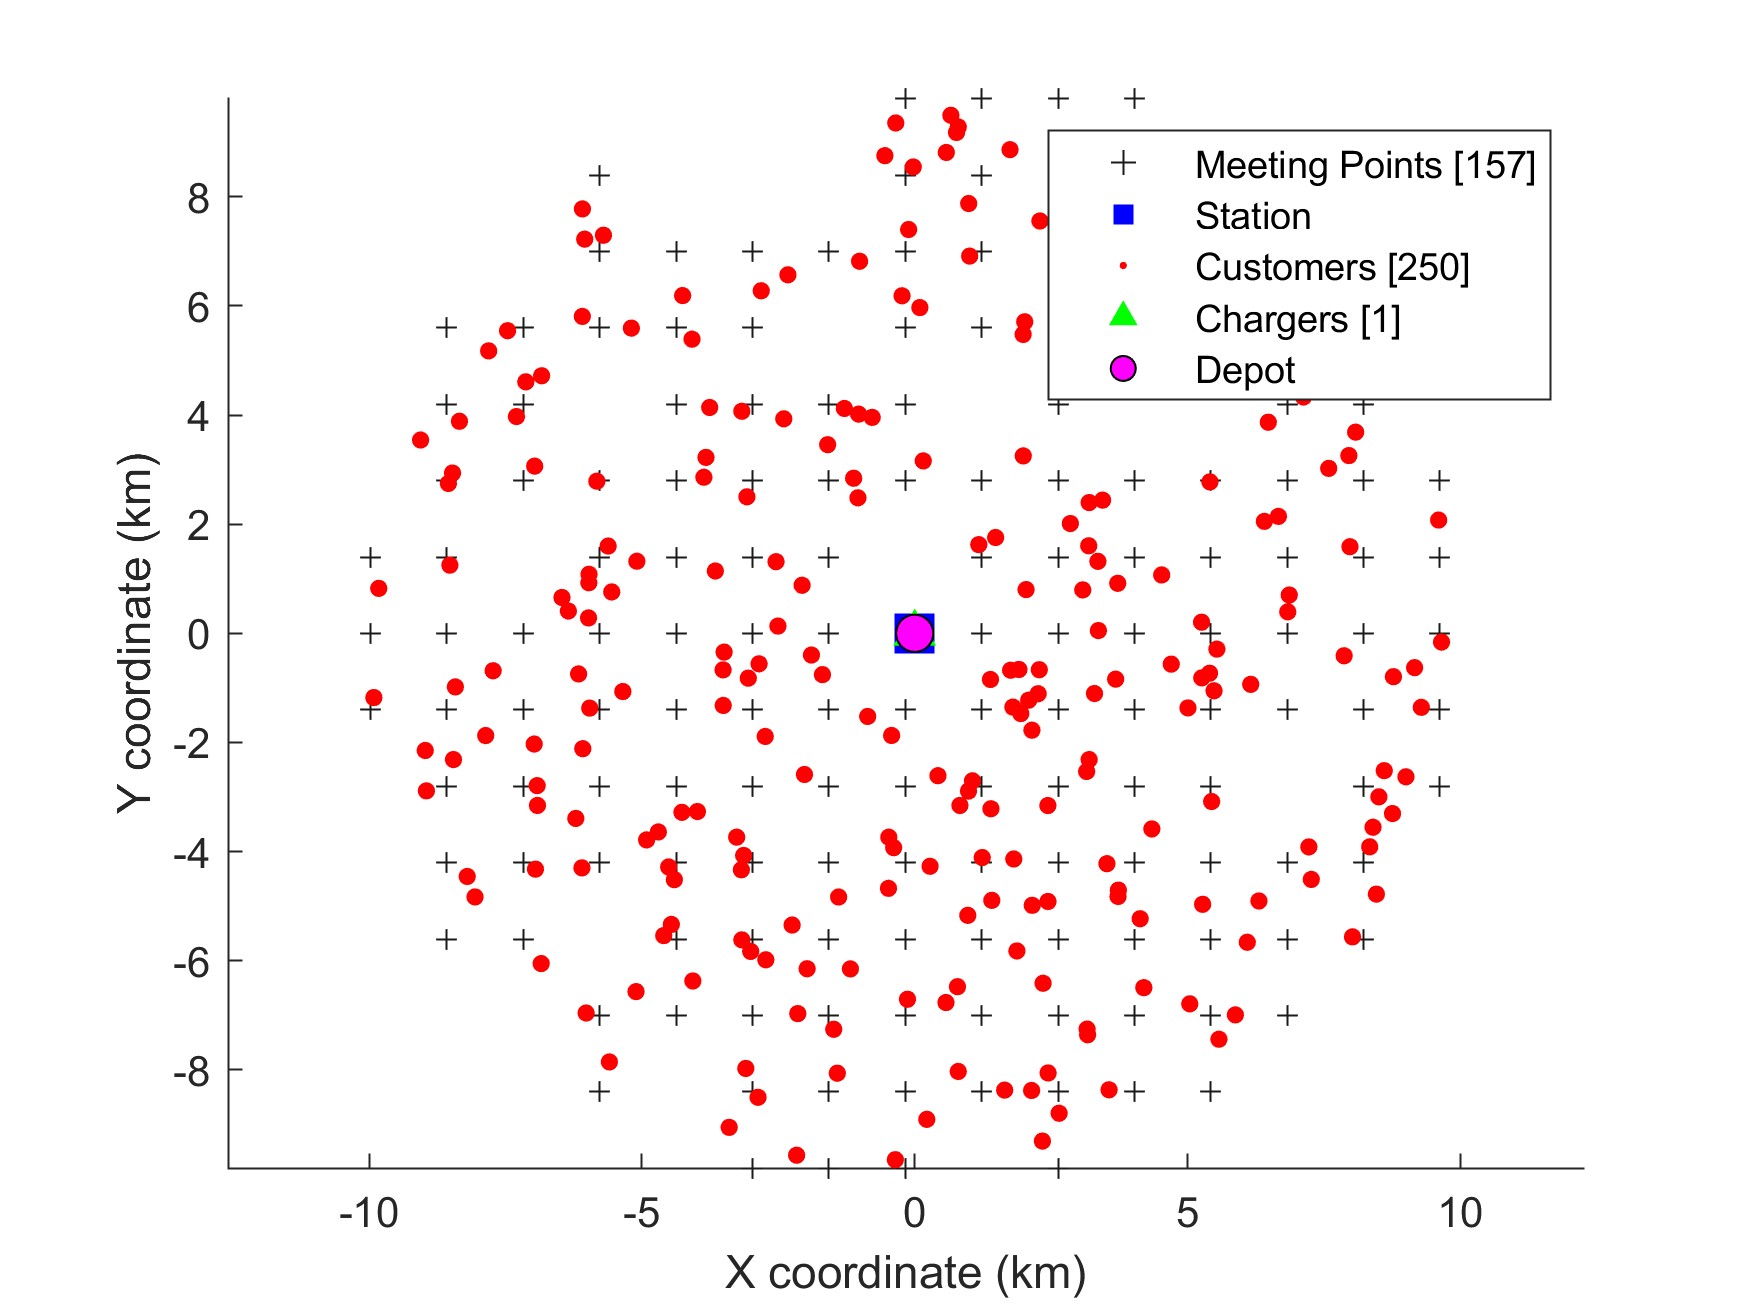 Meeting Points [157]
Station
Customers [250]
Chargers [1]
Depot
8
6
4
2
0
-2
-4
-6
-8
Y coordinate (km)
-10 -5 0 5 10
X coordinate (km)